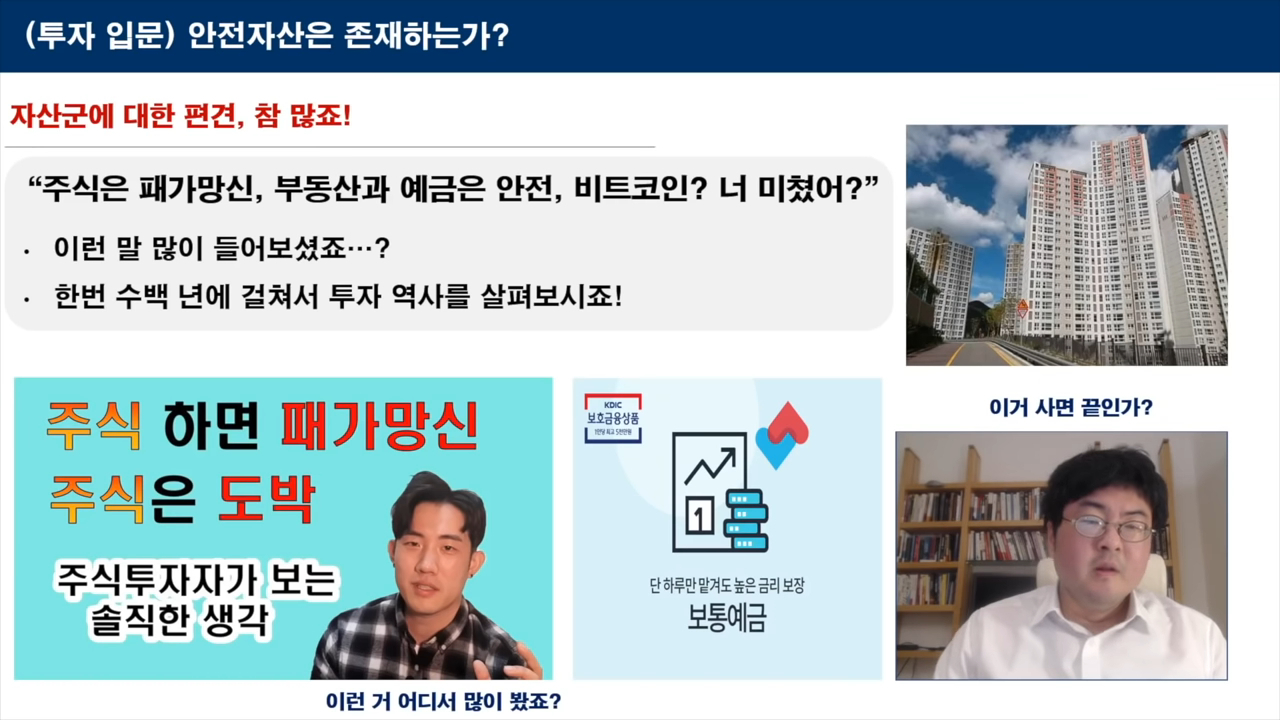 (투자 입문) 안전자산은 존재하는가?
자산군에 대한 편견, 참 많죠!
“주식은 패가망신, 부동산과 예금은 안전, 비트코인? 너 미쳤어?”
· 이런 말 많이 들어보셨죠…?
· 한번 수백 년에 걸쳐서 투자 역사를 살펴보시죠!
주식 하면 패가망신
주식은 도박
주식투자자가 보는
솔직한 생각
KDIC
보호금융상품
1인당 최고 5천만원
1
단 하루만 맡겨도 높은 금리 보장
보통예금
이런 거 어디서 많이 봤죠?
이거 사면 끝인가?